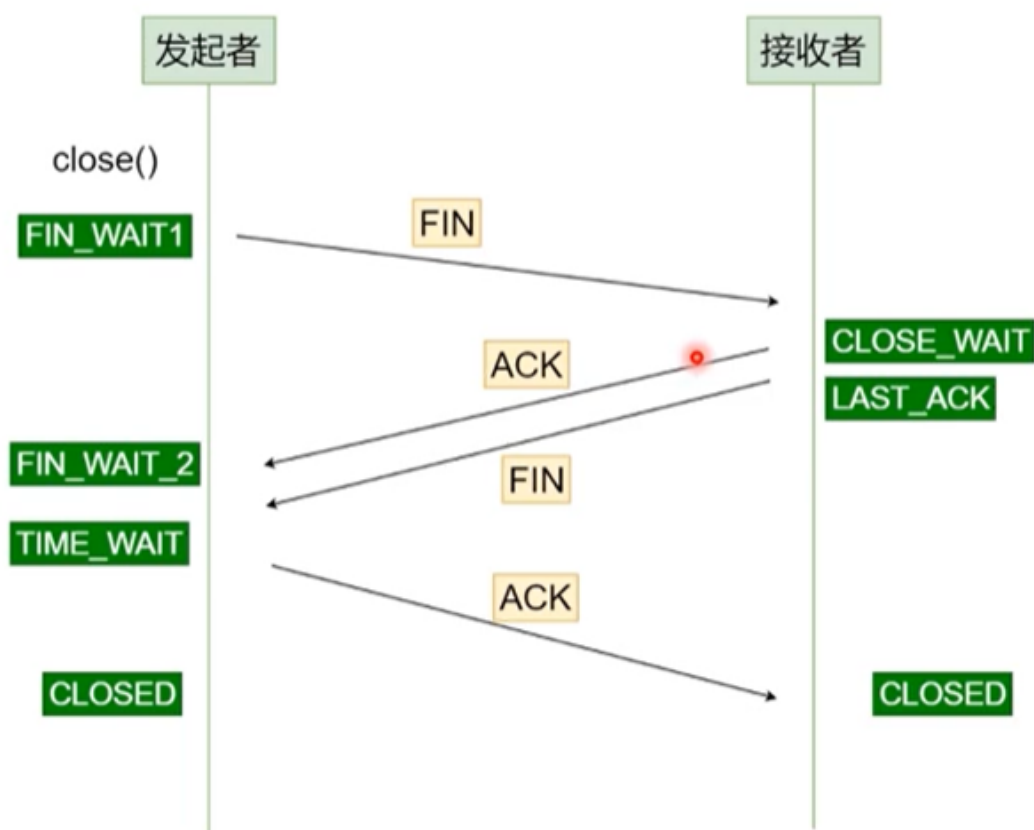 发起者
接收者
close()
FIN_WAIT1
FIN
CLOSE_WAIT
ACK
LAST_ACK
FIN_WAIT_2
FIN
TIME_WAIT
ACK
CLOSED
CLOSED